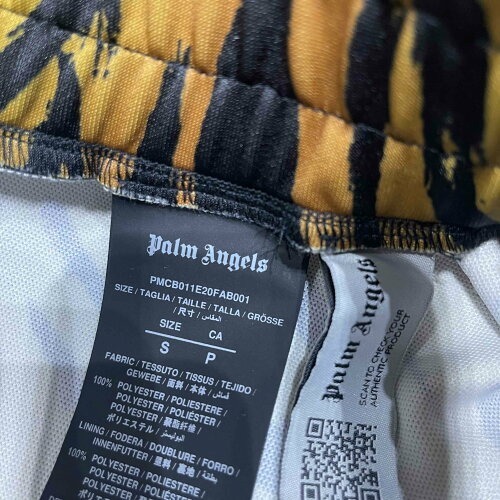 Palm Angels
PMCB011E20FAB001
SIZE / TAGLIA / TAILLE / TALLA / GRÖSSE
/ 尺寸 / المقاس
SIZE CA
S P
FABRIC / TESSUTO / TISSUS / TEJIDO /
GEWEBE / 面料 / 本体 / قماش
100% POLYESTER / POLIESTERE /
POLYESTER / POLIÉSTER /
POLYESTER / 聚酯纤维 /
ポリエステル / البوليستر
LINING / FODERA / DOUBLURE / FORRO /
INNENFUTTER / 里料 / 裏地 /
100% POLYESTER / POLIESTERE /
POLYESTER / POLIÉSTER /
Palm Angels
SCAN TO CHECK YOUR
AUTHENTIC PRODUCT